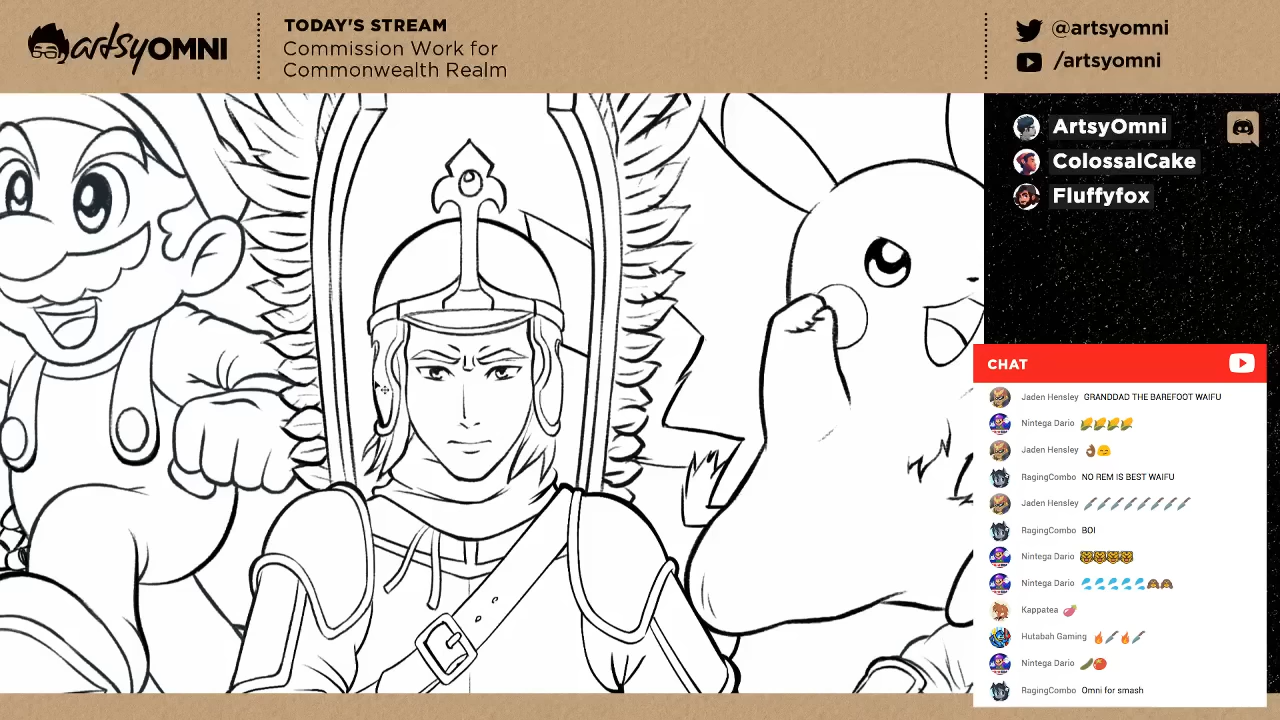 artsyOMNI
TODAY'S STREAM
Commission Work for
Commonwealth Realm
@artsyomni
/artsyomni
ArtsyOmni
ColossalCake
Fluffyfox
CHAT
Jaden Hensley GRANDDAD THE BAREFOOT WAIFU
Nintega Dario 🌽🌽🌽🌽
Jaden Hensley 👌🏾😑
RagingCombo NO REM IS BEST WAIFU
Jaden Hensley
RagingCombo BOI
Nintega Dario 🐯🐯🐯🐯
Nintega Dario 💦💦💦💦💦🙈🙈
Kappatea 🍆
Hutabah Gaming
Nintega Dario
RagingCombo Omni for smash